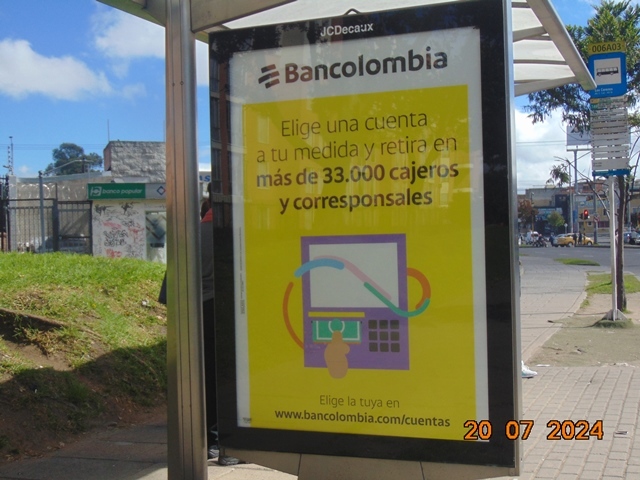 JCDecaux
Bancolombia
Elige una cuenta
a tu medida y retira en
más de 33.000 cajeros
y corresponsales
Elige la tuya en
www.bancolombia.com/cuentas
banco popular
006A03
20 07 2024